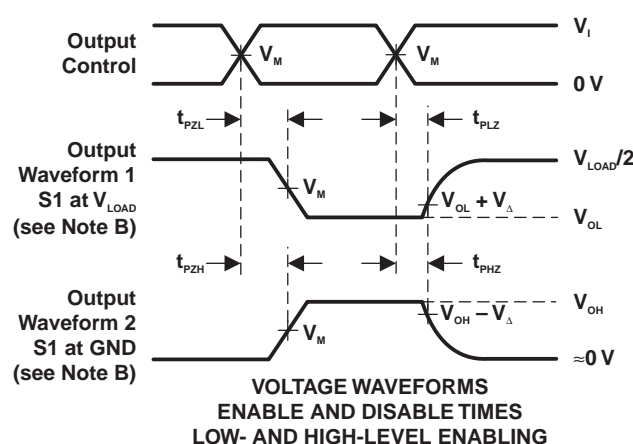 Output
Control
V_M
V_M
V_I
0 V
t_PZL
t_PLZ
Output
Waveform 1
S1 at V_LOAD
(see Note B)
V_M
V_OL + V_Δ
V_LOAD/2
V_OL
t_PZH
t_PHZ
Output
Waveform 2
S1 at GND
(see Note B)
V_M
V_OH – V_Δ
V_OH
≈0 V
VOLTAGE WAVEFORMS
ENABLE AND DISABLE TIMES
LOW- AND HIGH-LEVEL ENABLING